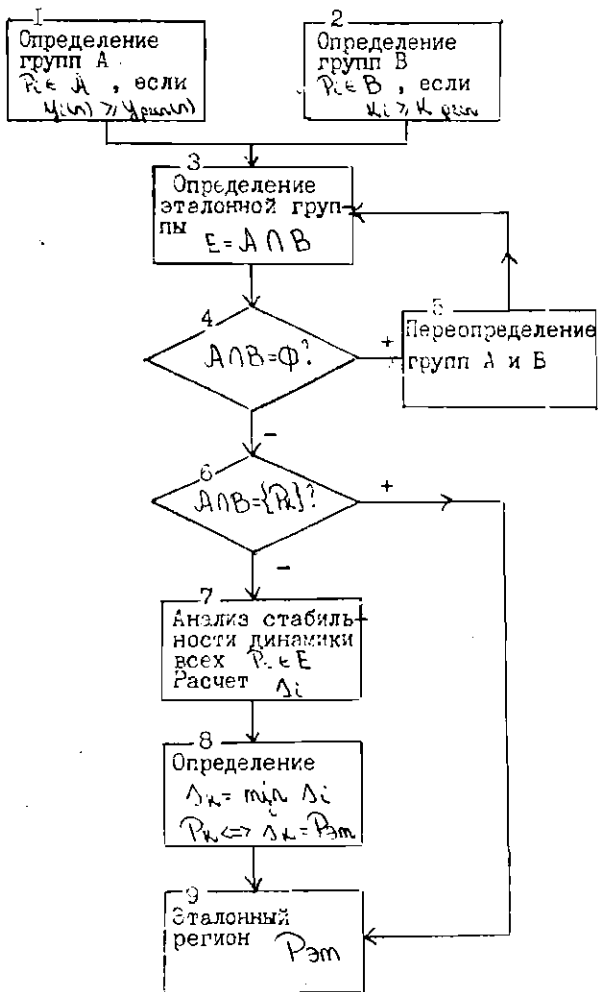 1
Определение
групп А
Pᵢ ∈ A , если
yᵢ(n) ⩾ yрип(n)
2
Определение
групп В
Pᵢ ∈ B , если
Kᵢ ⩾ K
3
Определение
эталонной груп-
пы E = A ∩ B
4
A∩B=Ф?
+
5
Переопределение
групп А и В
-
6
A∩B={Pₖ}?
+
-
7
Анализ стабиль-
ности динамики
всех Pᵢ ∈ E
Расчет Δᵢ
8
Определение
Δₖ = min Δᵢ
i
Pₖ <=> Δₖ = Pэт
9
Эталонный
регион Pэт